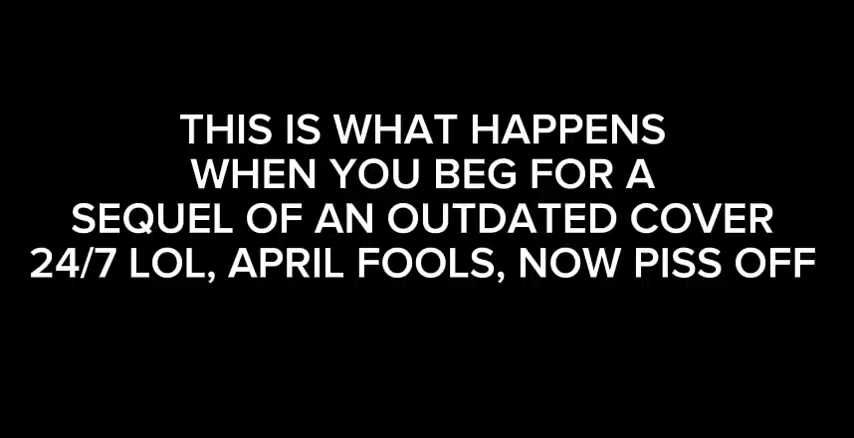 THIS IS WHAT HAPPENS
WHEN YOU BEG FOR A
SEQUEL OF AN OUTDATED COVER
24/7 LOL, APRIL FOOLS, NOW PISS OFF